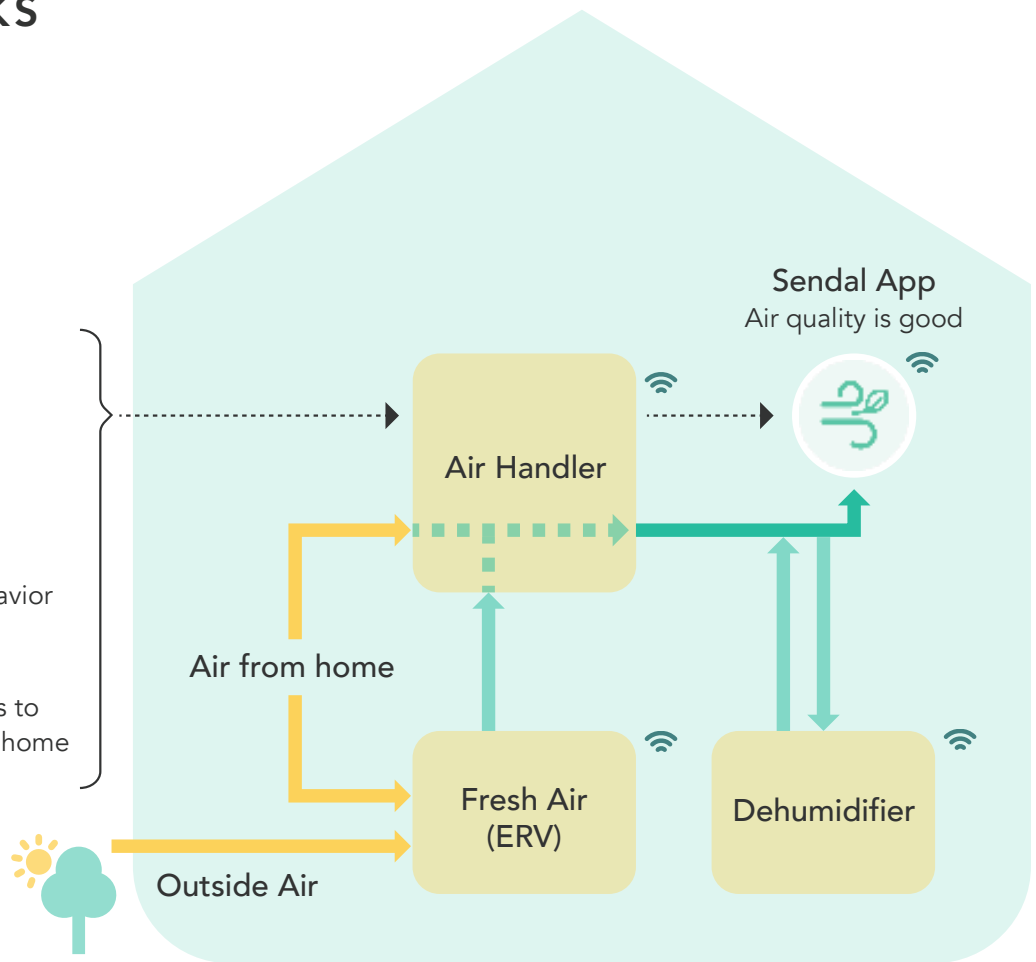 Sendal App
Air quality is good
Air Handler
avior
Air from home
s to
home
Fresh Air
(ERV)
Dehumidifier
Outside Air